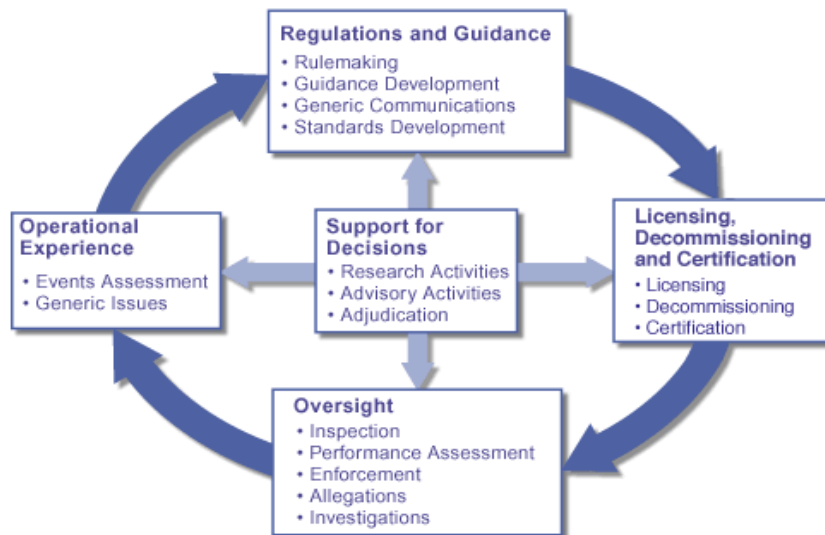 Regulations and Guidance
• Rulemaking
• Guidance Development
• Generic Communications
• Standards Development
Operational
Experience
• Events Assessment
• Generic Issues
Support for
Decisions
• Research Activities
• Advisory Activities
• Adjudication
Licensing,
Decommissioning
and Certification
• Licensing
• Decommissioning
• Certification
Oversight
• Inspection
• Performance Assessment
• Enforcement
• Allegations
• Investigations